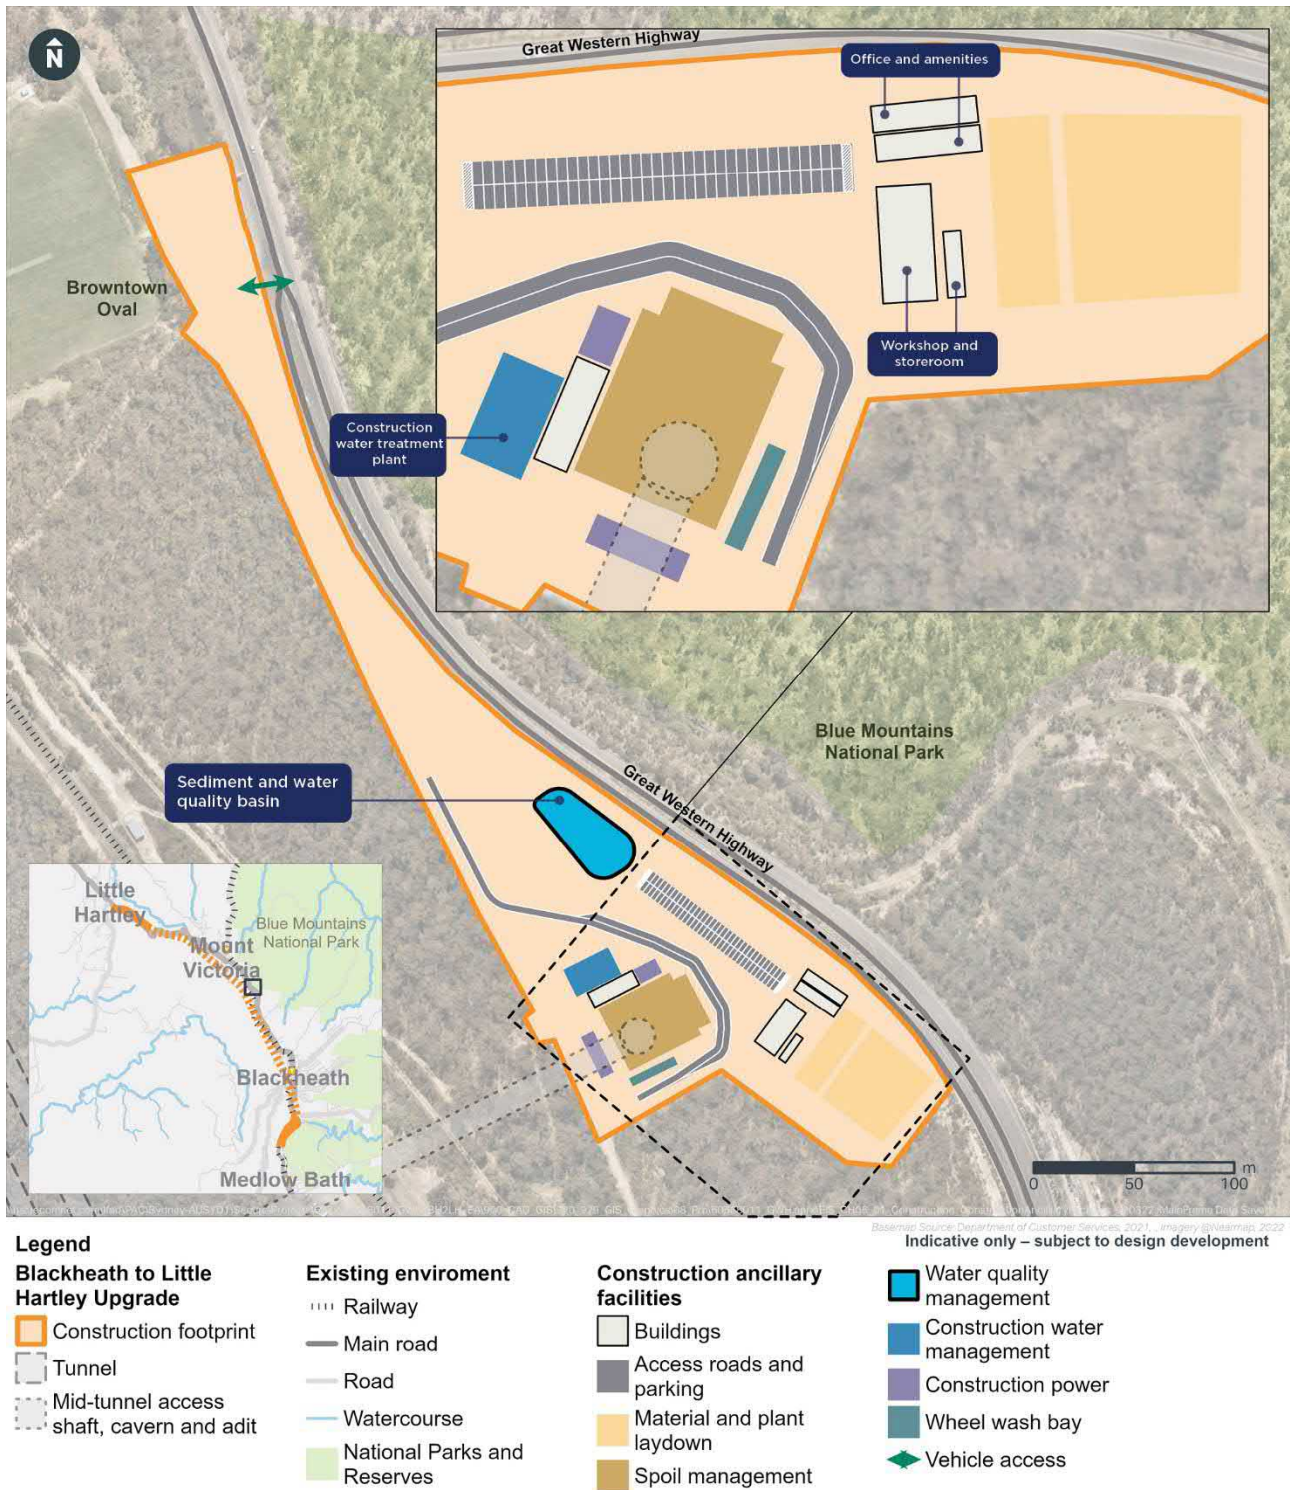 N
Great Western Highway
Office and amenities
Browntown
Oval
Workshop and
storeroom
Construction
water treatment
plant
Blue Mountains
National Park
Great Western Highway
Sediment and water
quality basin
Little
Hartley
Blue Mountains
National Park
Mount
Victoria
Blackheath
Medlow Bath
m
0 50 100
Basemap Source: Department of Customer Services, 2021, , Imagery @Nearmap, 2022
Indicative only – subject to design development
Legend
Blackheath to Little
Hartley Upgrade
Construction footprint
Tunnel
Mid-tunnel access
shaft, cavern and adit
Existing enviroment
Railway
Main road
Road
Watercourse
National Parks and
Reserves
Construction ancillary
facilities
Buildings
Access roads and
parking
Material and plant
laydown
Spoil management
Water quality
management
Construction water
management
Construction power
Wheel wash bay
Vehicle access